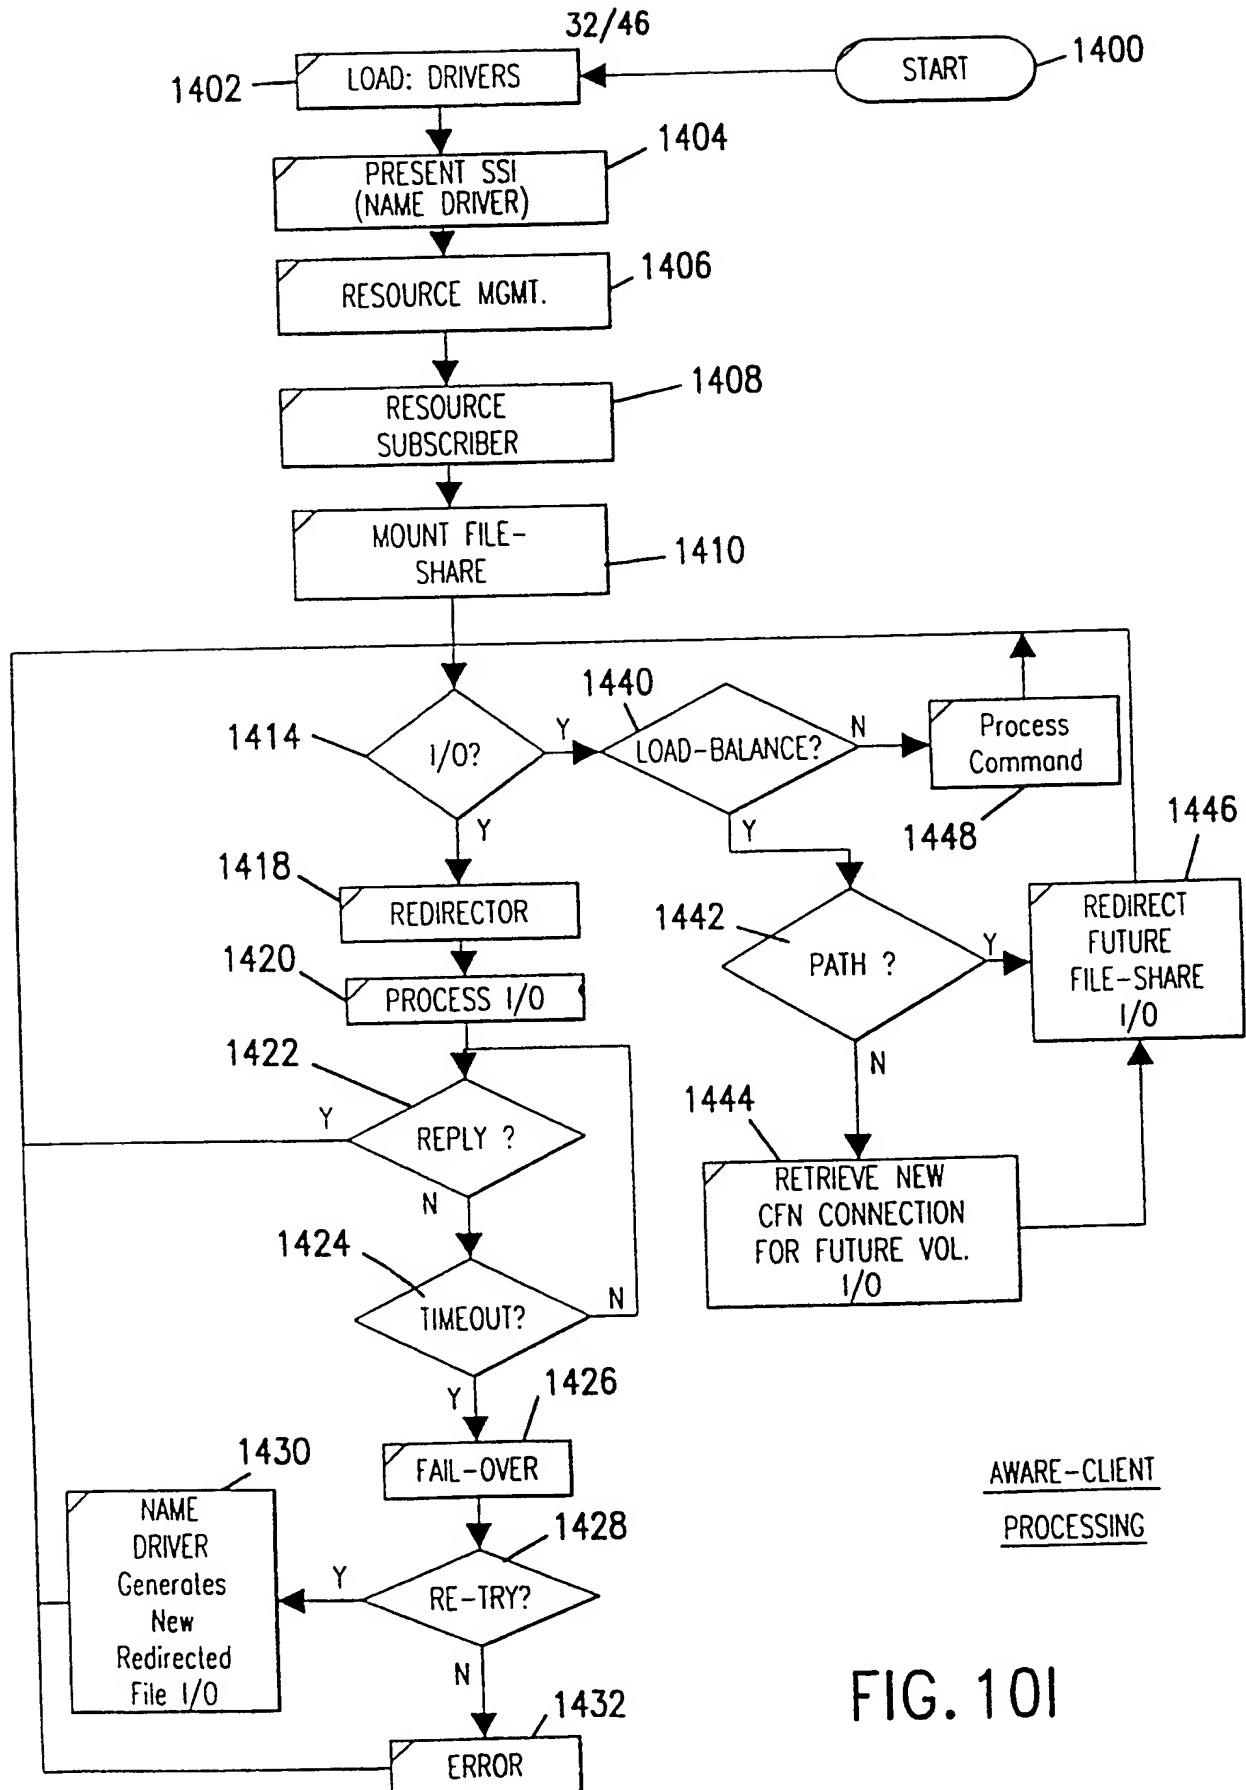 32/46
1402
LOAD: DRIVERS
START
1400
1404
PRESENT SSI
(NAME DRIVER)
1406
RESOURCE MGMT.
1408
RESOURCE
SUBSCRIBER
MOUNT FILE-
SHARE
1410
1414
I/O?
Y
1440
LOAD-BALANCE?
N
Process
Command
1448
Y
Y
1446
1418
REDIRECTOR
1442
PATH ?
Y
REDIRECT
FUTURE
FILE-SHARE
I/O
1420
PROCESS I/O
N
1422
Y
REPLY ?
N
1444
RETRIEVE NEW
CFN CONNECTION
FOR FUTURE VOL.
I/O
1424
TIMEOUT?
N
Y
1426
FAIL-OVER
1430
NAME
DRIVER
Generates
New
Redirected
File I/O
Y
1428
RE-TRY?
N
1432
ERROR
AWARE-CLIENT
PROCESSING
FIG. 10I